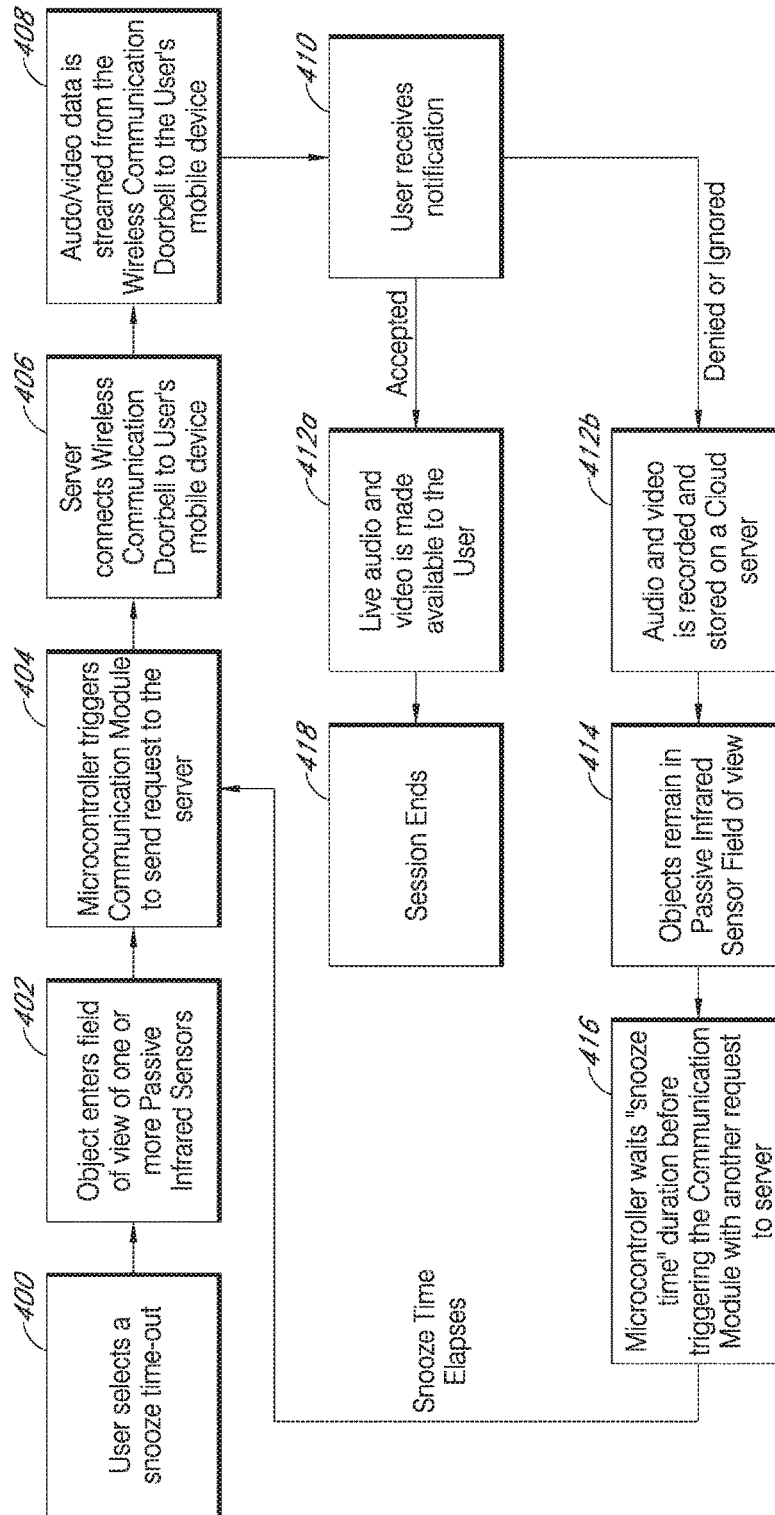 400
User selects a
snooze time-out
402
Object enters field
of view of one or
more Passive
Infrared Sensors
404
Microcontroller triggers
Communication Module
to send request to the
server
406
Server
connects Wireless
Communication
Doorbell to User's
mobile device
408
Audo/video data is
streamed from the
Wireless Communication
Doorbell to the User's
mobile device
410
User receives
notification
Accepted
Denied or Ignored
412a
Live audio and
video is made
available to the
User
418
Session Ends
412b
Audio and video
is recorded and
stored on a Cloud
server
414
Objects remain in
Passive Infrared
Sensor Field of view
416
Microcontroller waits "snooze
time" duration before
triggering the Communication
Module with another request
to server
Snooze Time
Elapses